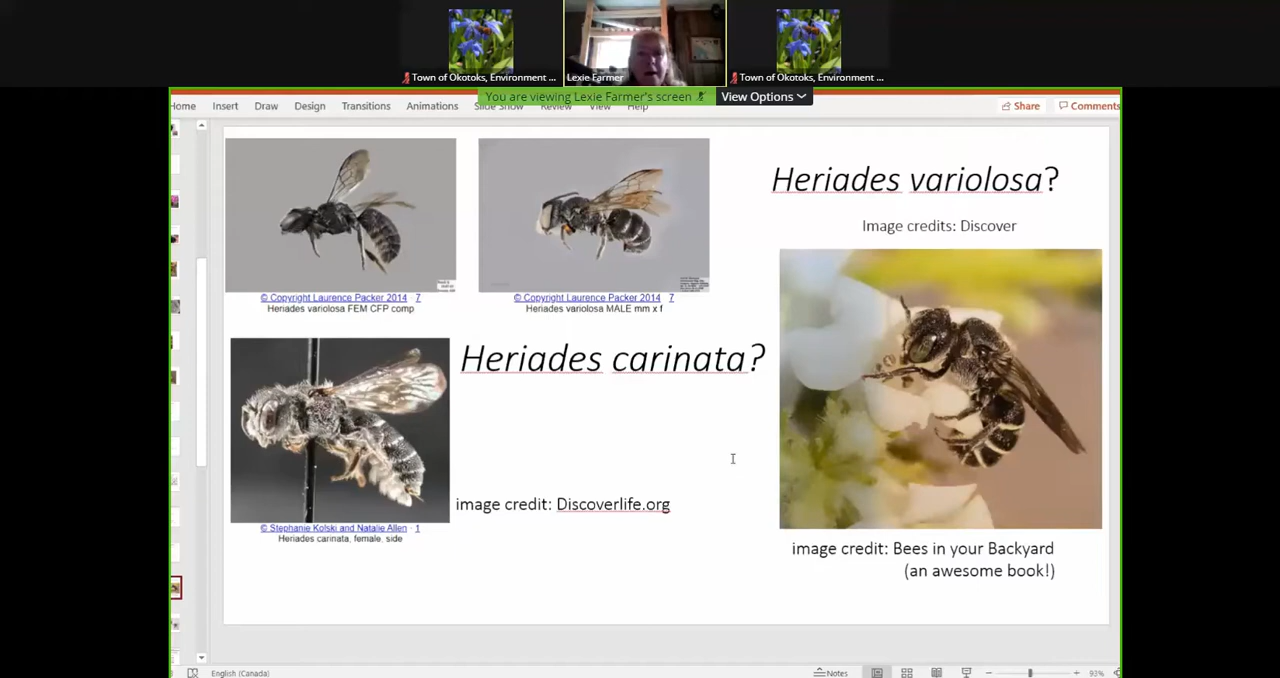 Town of Okotoks, Environment ...
Lexie Farmer
Town of Okotoks, Environment ...
You are viewing Lexie Farmer's screen
View Options
Home Insert Draw Design Transitions Animations Slide Show Review View Help
Share Comments
Heriades variolosa?
Image credits: Discover
© Copyright Laurence Packer 2014 · 7
Heriades variolosa FEM CFP comp
© Copyright Laurence Packer 2014 7
Heriades variolosa MALE mm x f
Heriades carinata?
image credit: Discoverlife.org
© Stephanie Kolski and Natalie Allen · 1
Heriades carinata, female, side
image credit: Bees in your Backyard
(an awesome book!)
English (Canada)
Notes
93%